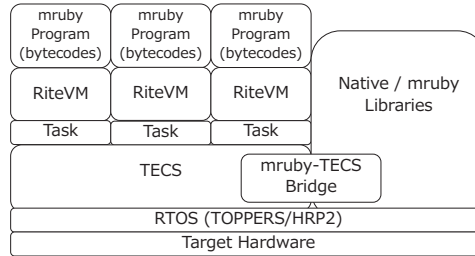 mruby mruby mruby
Program Program Program
(bytecodes) (bytecodes) (bytecodes)
RiteVM RiteVM RiteVM
Native / mruby
Libraries
Task Task Task
TECS
mruby-TECS
Bridge
RTOS (TOPPERS/HRP2)
Target Hardware